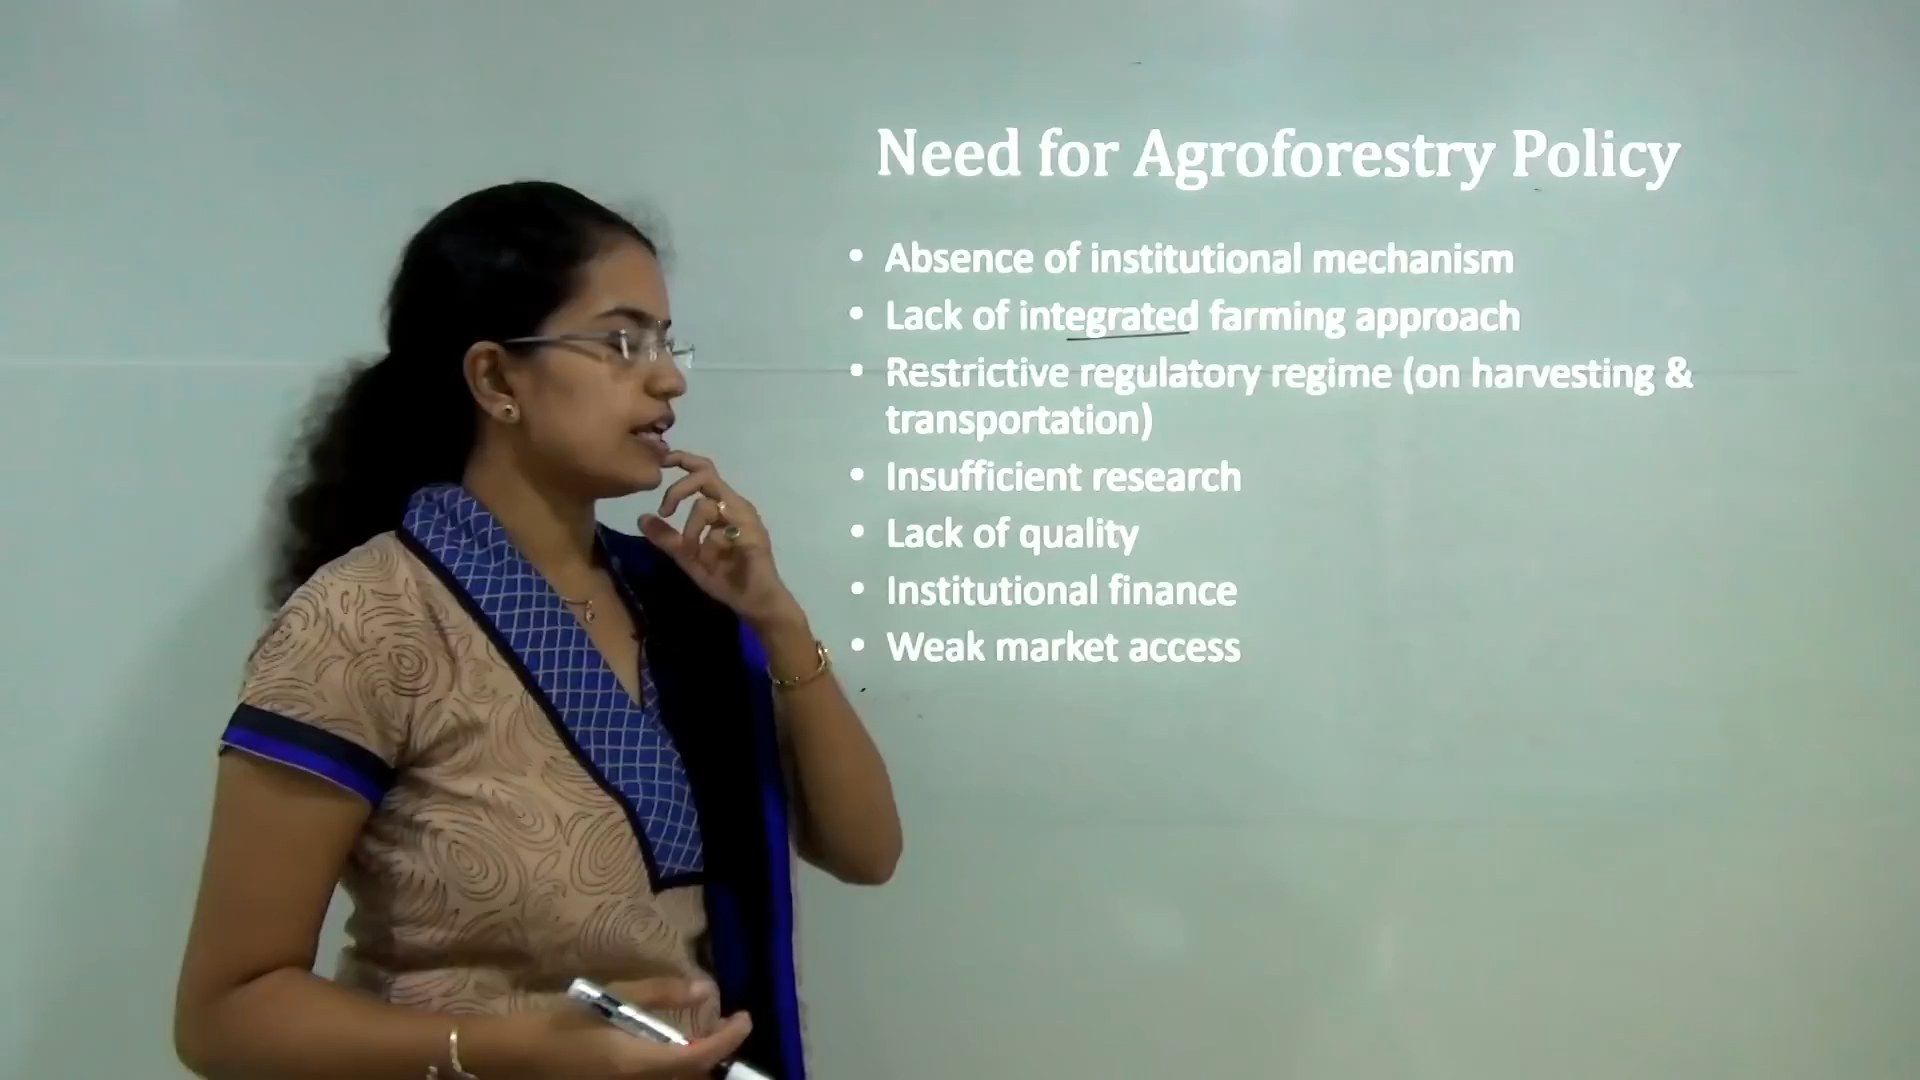 Need for Agroforestry Policy
• Absence of institutional mechanism
• Lack of integrated farming approach
• Restrictive regulatory regime (on harvesting &
transportation)
• Insufficient research
• Lack of quality
• Institutional finance
• Weak market access